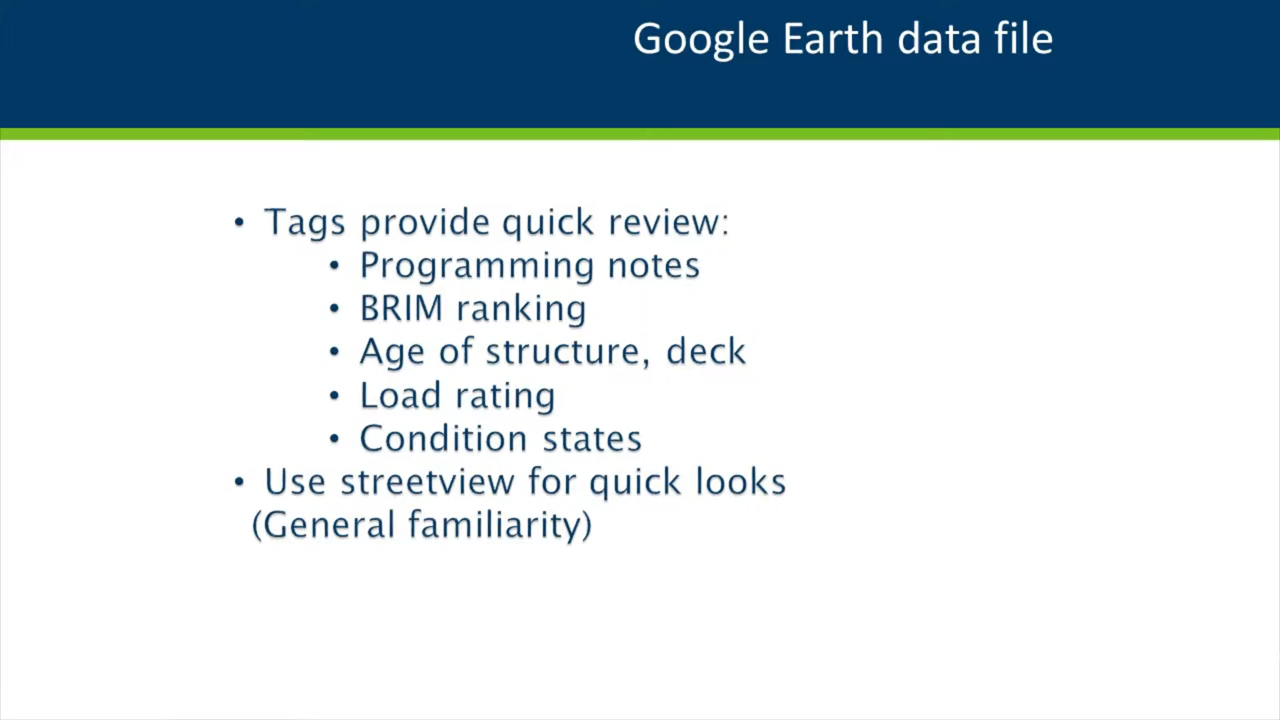 Google Earth data file
• Tags provide quick review:
• Programming notes
• BRIM ranking
• Age of structure, deck
• Load rating
• Condition states
• Use streetview for quick looks
(General familiarity)